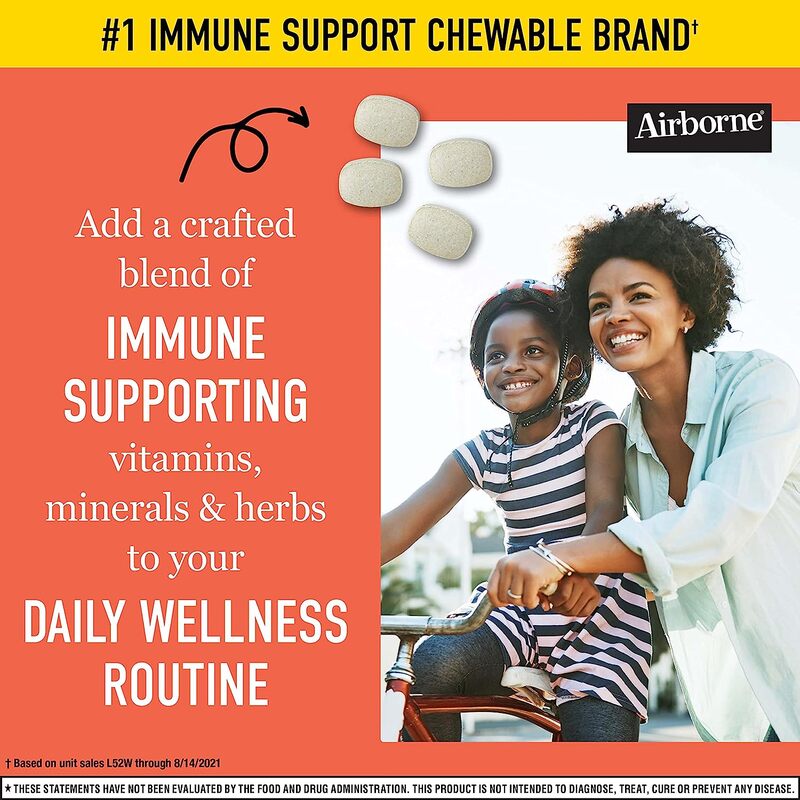 #1 IMMUNE SUPPORT CHEWABLE BRAND†
Airborne®
Add a crafted
blend of
IMMUNE
SUPPORTING
vitamins,
minerals & herbs
to your
DAILY WELLNESS
ROUTINE
† Based on unit sales L52W through 8/14/2021
★ THESE STATEMENTS HAVE NOT BEEN EVALUATED BY THE FOOD AND DRUG ADMINISTRATION. THIS PRODUCT IS NOT INTENDED TO DIAGNOSE, TREAT, CURE OR PREVENT ANY DISEASE.